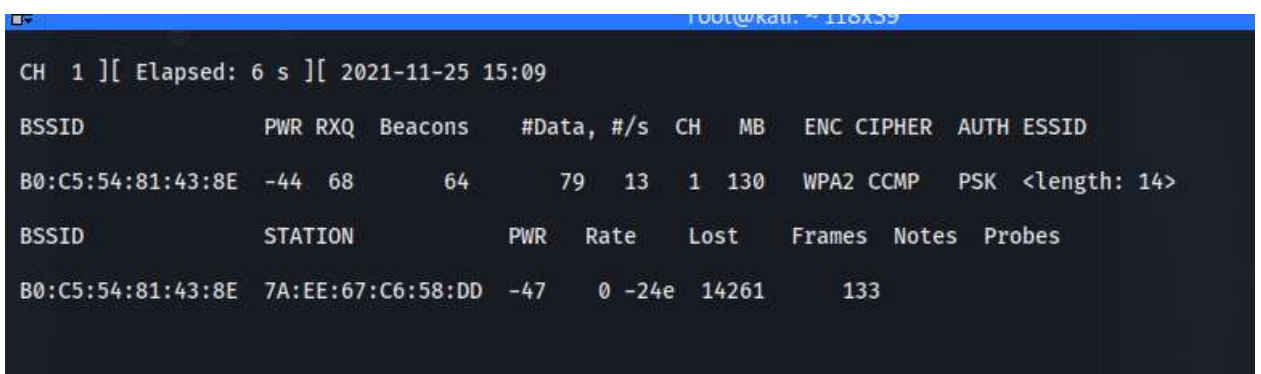 root@kali: ~ 118x59
CH 1 ][ Elapsed: 6 s ][ 2021-11-25 15:09
BSSID PWR RXQ Beacons #Data, #/s CH MB ENC CIPHER AUTH ESSID
B0:C5:54:81:43:8E -44 68 64 79 13 1 130 WPA2 CCMP PSK <length: 14>
BSSID STATION PWR Rate Lost Frames Notes Probes
B0:C5:54:81:43:8E 7A:EE:67:C6:58:DD -47 0 -24e 14261 133